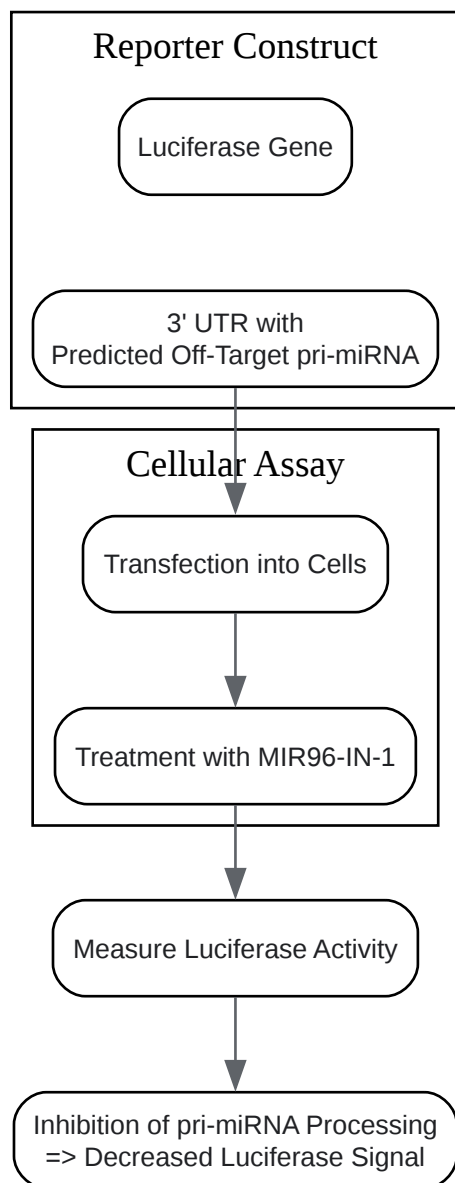 Reporter Construct
Luciferase Gene
3' UTR with
Predicted Off-Target pri-miRNA
Cellular Assay
Transfection into Cells
Treatment with MIR96-IN-1
Measure Luciferase Activity
Inhibition of pri-miRNA Processing
=> Decreased Luciferase Signal